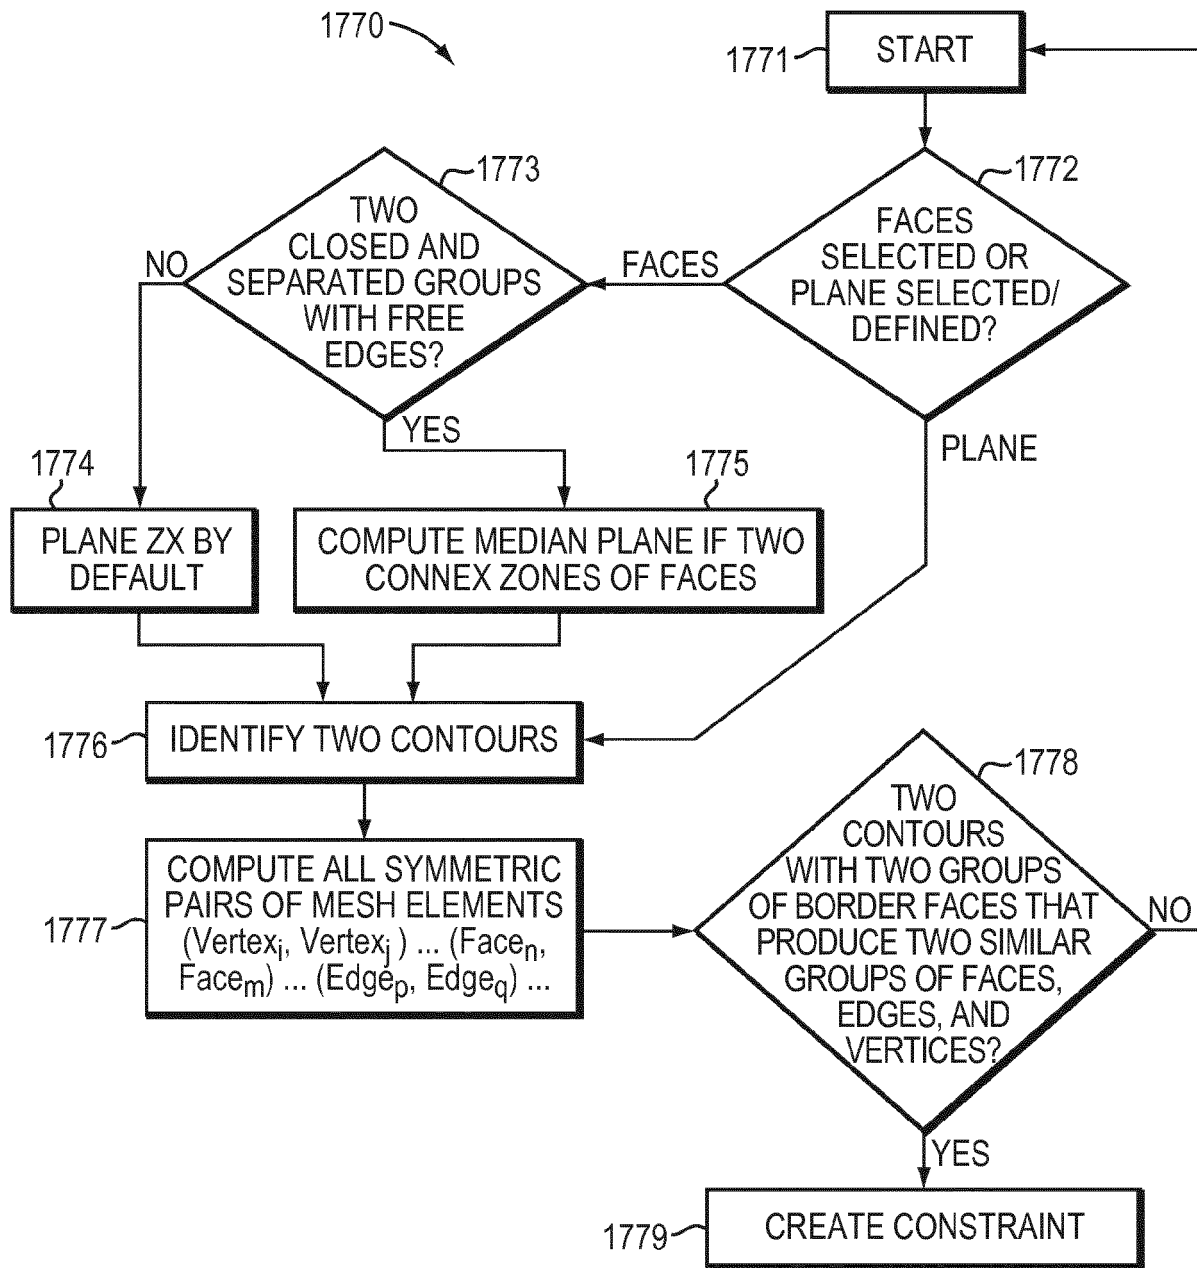 1770
1771
START
1772
FACES
SELECTED OR
PLANE SELECTED/
DEFINED?
FACES
PLANE
1773
TWO
CLOSED AND
SEPARATED GROUPS
WITH FREE
EDGES?
NO
YES
1774
PLANE ZX BY
DEFAULT
1775
COMPUTE MEDIAN PLANE IF TWO
CONNEX ZONES OF FACES
1776
IDENTIFY TWO CONTOURS
1777
COMPUTE ALL SYMMETRIC
PAIRS OF MESH ELEMENTS
(Vertexi, Vertexj) ... (Facen,
Facem) ... (Edgep, Edgeq) ...
1778
TWO
CONTOURS
WITH TWO GROUPS
OF BORDER FACES THAT
PRODUCE TWO SIMILAR
GROUPS OF FACES,
EDGES, AND
VERTICES?
NO
YES
1779
CREATE CONSTRAINT